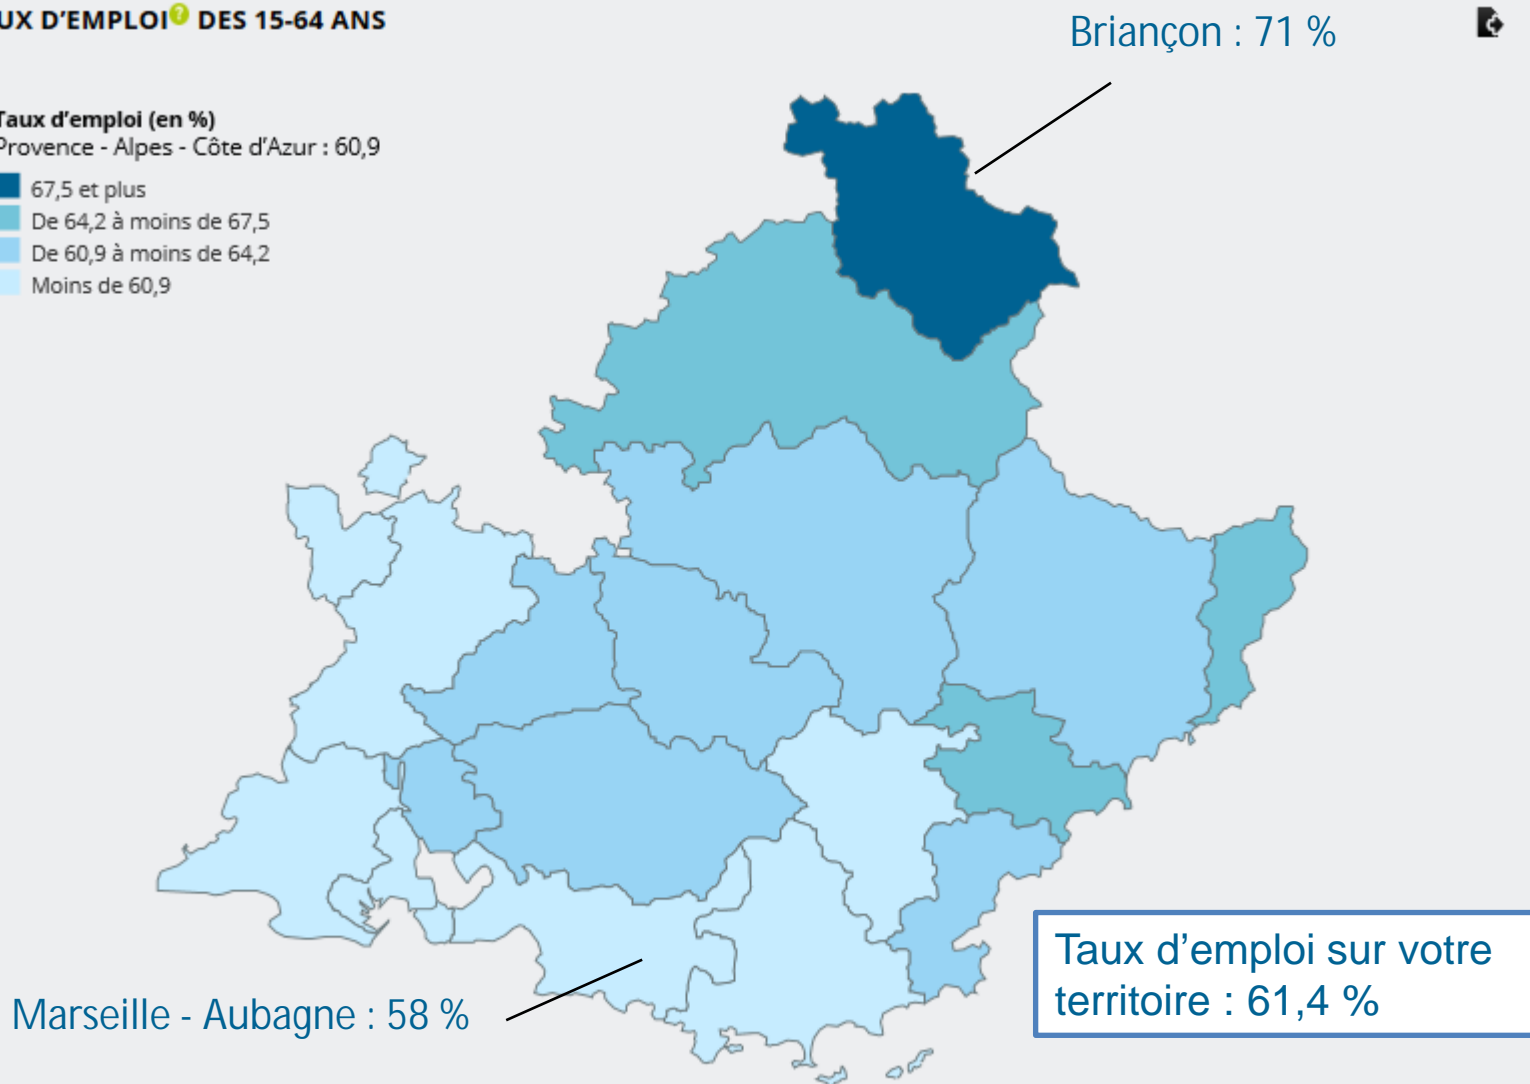 UX D'EMPLOI? DES 15-64 ANS
Briançon : 71 %
Taux d'emploi (en %)
Provence - Alpes - Côte d'Azur : 60,9
67,5 et plus
De 64,2 à moins de 67,5
De 60,9 à moins de 64,2
Moins de 60,9
Taux d'emploi sur votre
territoire : 61,4 %
Marseille - Aubagne : 58 %